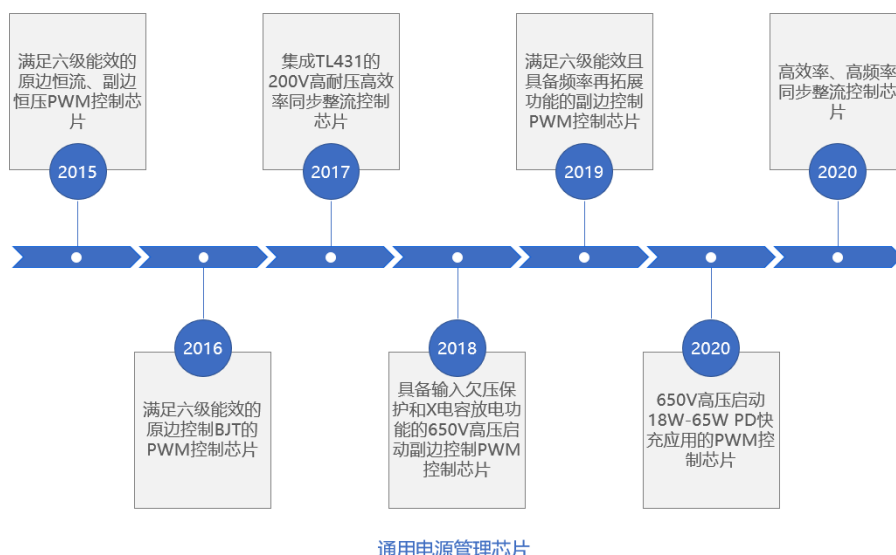 满足六级能效的
原边恒流、副边
恒压PWM控制芯
片
2015
集成TL431的
200V高耐压高效
率同步整流控制
芯片
2017
满足六级能效且
具备频率再拓展
功能的副边控制
PWM控制芯片
2019
高效率、高频率
同步整流控制芯
片
2020
2016
满足六级能效的
原边控制BJT的
PWM控制芯片
2018
具备输入欠压保
护和X电容放电功
能的650V高压启
动副边控制PWM
控制芯片
2020
650V高压启动
18W-65W PD快
充应用的PWM控
制芯片
通用电源管理芯片